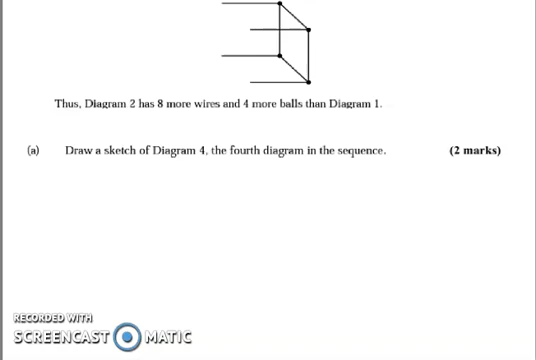 Thus, Diagram 2 has 8 more wires and 4 more balls than Diagram 1.
(a) Draw a sketch of Diagram 4, the fourth diagram in the sequence. (2 marks)
RECORDED WITH
SCREENCAST MATIC